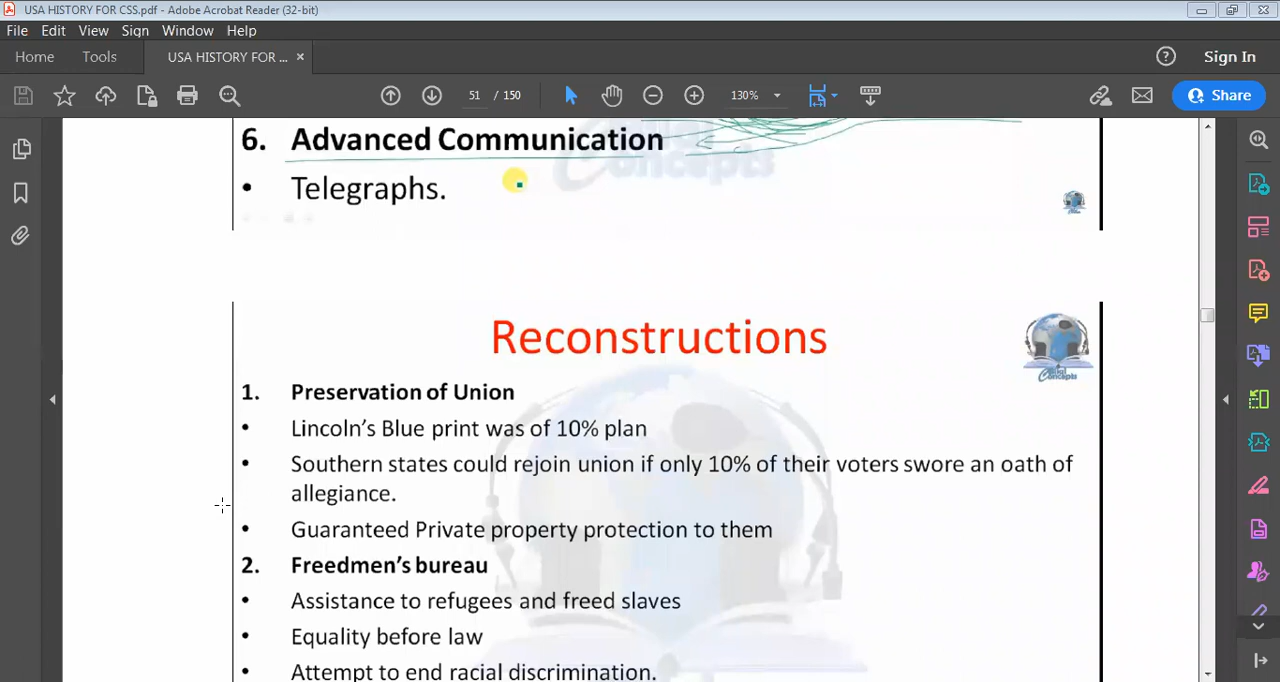 USA HISTORY FOR CSS.pdf - Adobe Acrobat Reader (32-bit)
File Edit View Sign Window Help
Home Tools USA HISTORY FOR ... × Sign In
51 / 150 130% Share
6. Advanced Communication
• Telegraphs.
Concepts
Reconstructions
Concepts
1. Preservation of Union
• Lincoln's Blue print was of 10% plan
• Southern states could rejoin union if only 10% of their voters swore an oath of
allegiance.
• Guaranteed Private property protection to them
2. Freedmen's bureau
• Assistance to refugees and freed slaves
• Equality before law
• Attempt to end racial discrimination.